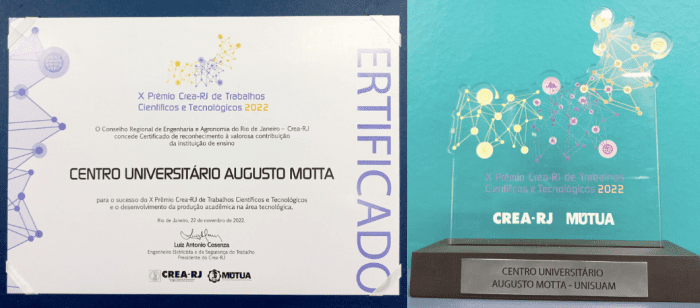 CERTIFICADO
X Prêmio Crea-RJ de Trabalhos
Científicos e Tecnológicos 2022
O Conselho Regional de Engenharia e Agronomia do Rio de Janeiro – Crea-RJ
concede Certificado de reconhecimento à valorosa contribuição
da instituição de ensino
CENTRO UNIVERSITÁRIO AUGUSTO MOTTA
para o sucesso do X Prêmio Crea-RJ de Trabalhos Científicos e Tecnológicos
e o desenvolvimento da produção acadêmica na área tecnológica.
Rio de Janeiro, 22 de novembro de 2022.
Luiz Antonio Cosenza
Engenheiro Eletricista e de Segurança do Trabalho
Presidente do Crea-RJ
CREA-RJ
MÚTUA
X Prêmio Crea-RJ de Trabalhos
Científicos e Tecnológicos 2022
CREA-RJ MÚTUA
CENTRO UNIVERSITÁRIO
AUGUSTO MOTTA - UNISUAM